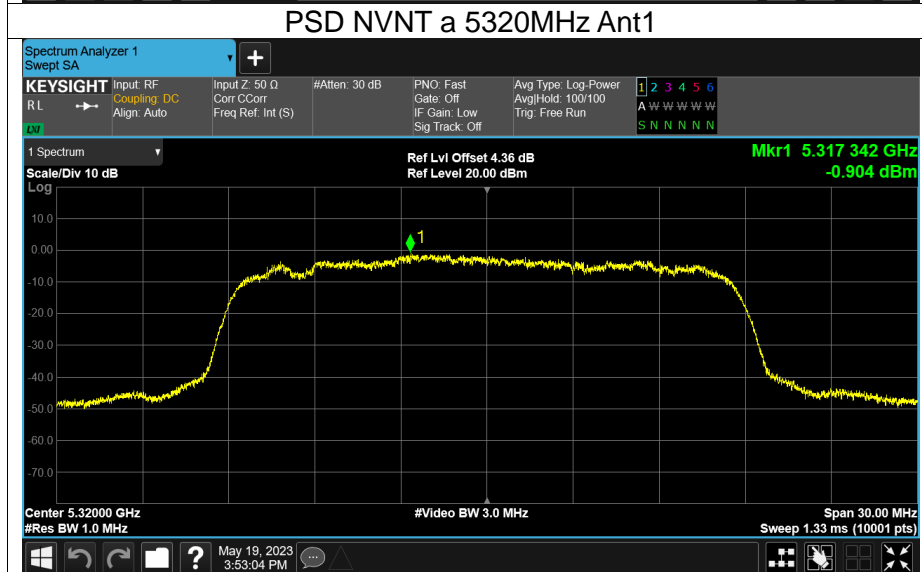 PSD NVNT a 5320MHz Ant1
Spectrum Analyzer 1
Swept SA
▼
+
KEYSIGHT
R L
LXI
Input: RF
Coupling: DC
Align: Auto
Input Z: 50 Ω
Corr CCorr
Freq Ref: Int (S)
#Atten: 30 dB
PNO: Fast
Gate: Off
IF Gain: Low
Sig Track: Off
Avg Type: Log-Power
Avg|Hold: 100/100
Trig: Free Run
1 2 3 4 5 6
A W W W W W
S N N N N N
1 Spectrum ▼
Scale/Div 10 dB
Ref Lvl Offset 4.36 dB
Ref Level 20.00 dBm
Mkr1 5.317 342 GHz
-0.904 dBm
Log
10.0
0.00
-10.0
-20.0
-30.0
-40.0
-50.0
-60.0
-70.0
1
Center 5.32000 GHz
#Res BW 1.0 MHz
#Video BW 3.0 MHz
Span 30.00 MHz
Sweep 1.33 ms (10001 pts)
?
May 19, 2023
3:53:04 PM